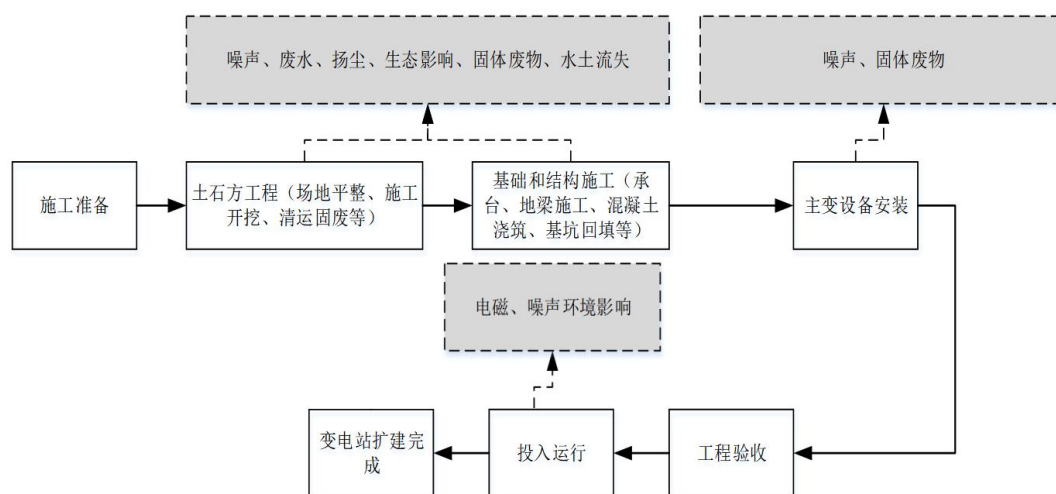 噪声、废水、扬尘、生态影响、固体废物、水土流失
噪声、固体废物
施工准备
土石方工程（场地平整、施工
开挖、清运固废等）
基础和结构施工（承
台、地梁施工、混凝土
浇筑、基坑回填等）
主变设备安装
电磁、噪声环境影响
变电站扩建完
成
投入运行
工程验收